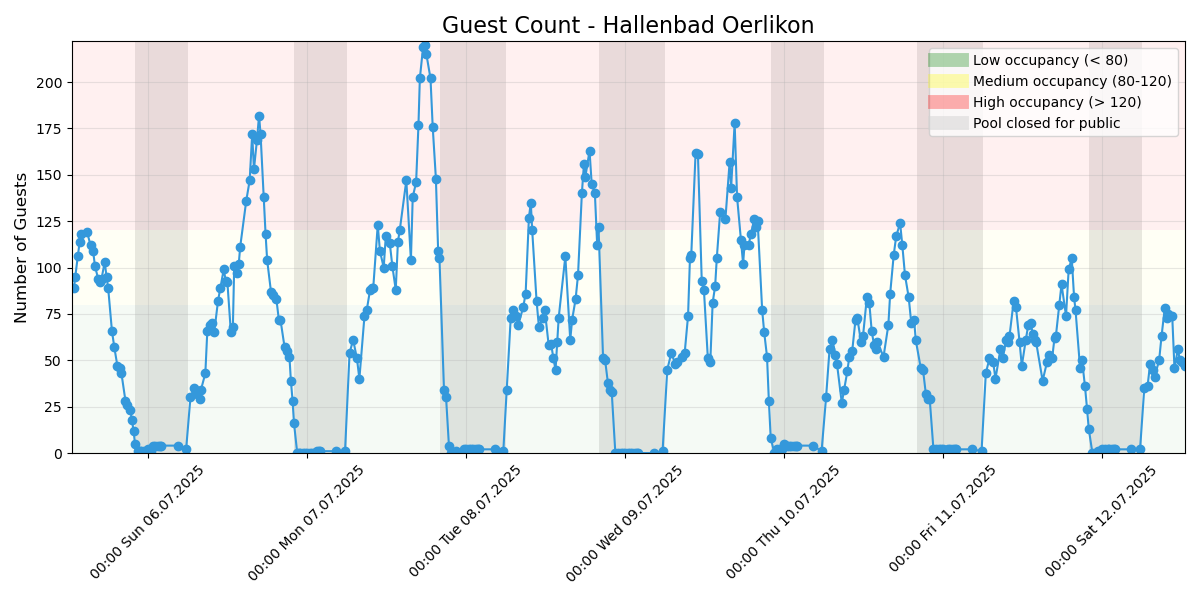 Guest Count - Hallenbad Oerlikon
Number of Guests
200
175
150
125
100
75
50
25
0
Low occupancy (< 80)
Medium occupancy (80-120)
High occupancy (> 120)
Pool closed for public
00:00 Sun 06.07.2025
00:00 Mon 07.07.2025
00:00 Tue 08.07.2025
00:00 Wed 09.07.2025
00:00 Thu 10.07.2025
00:00 Fri 11.07.2025
00:00 Sat 12.07.2025